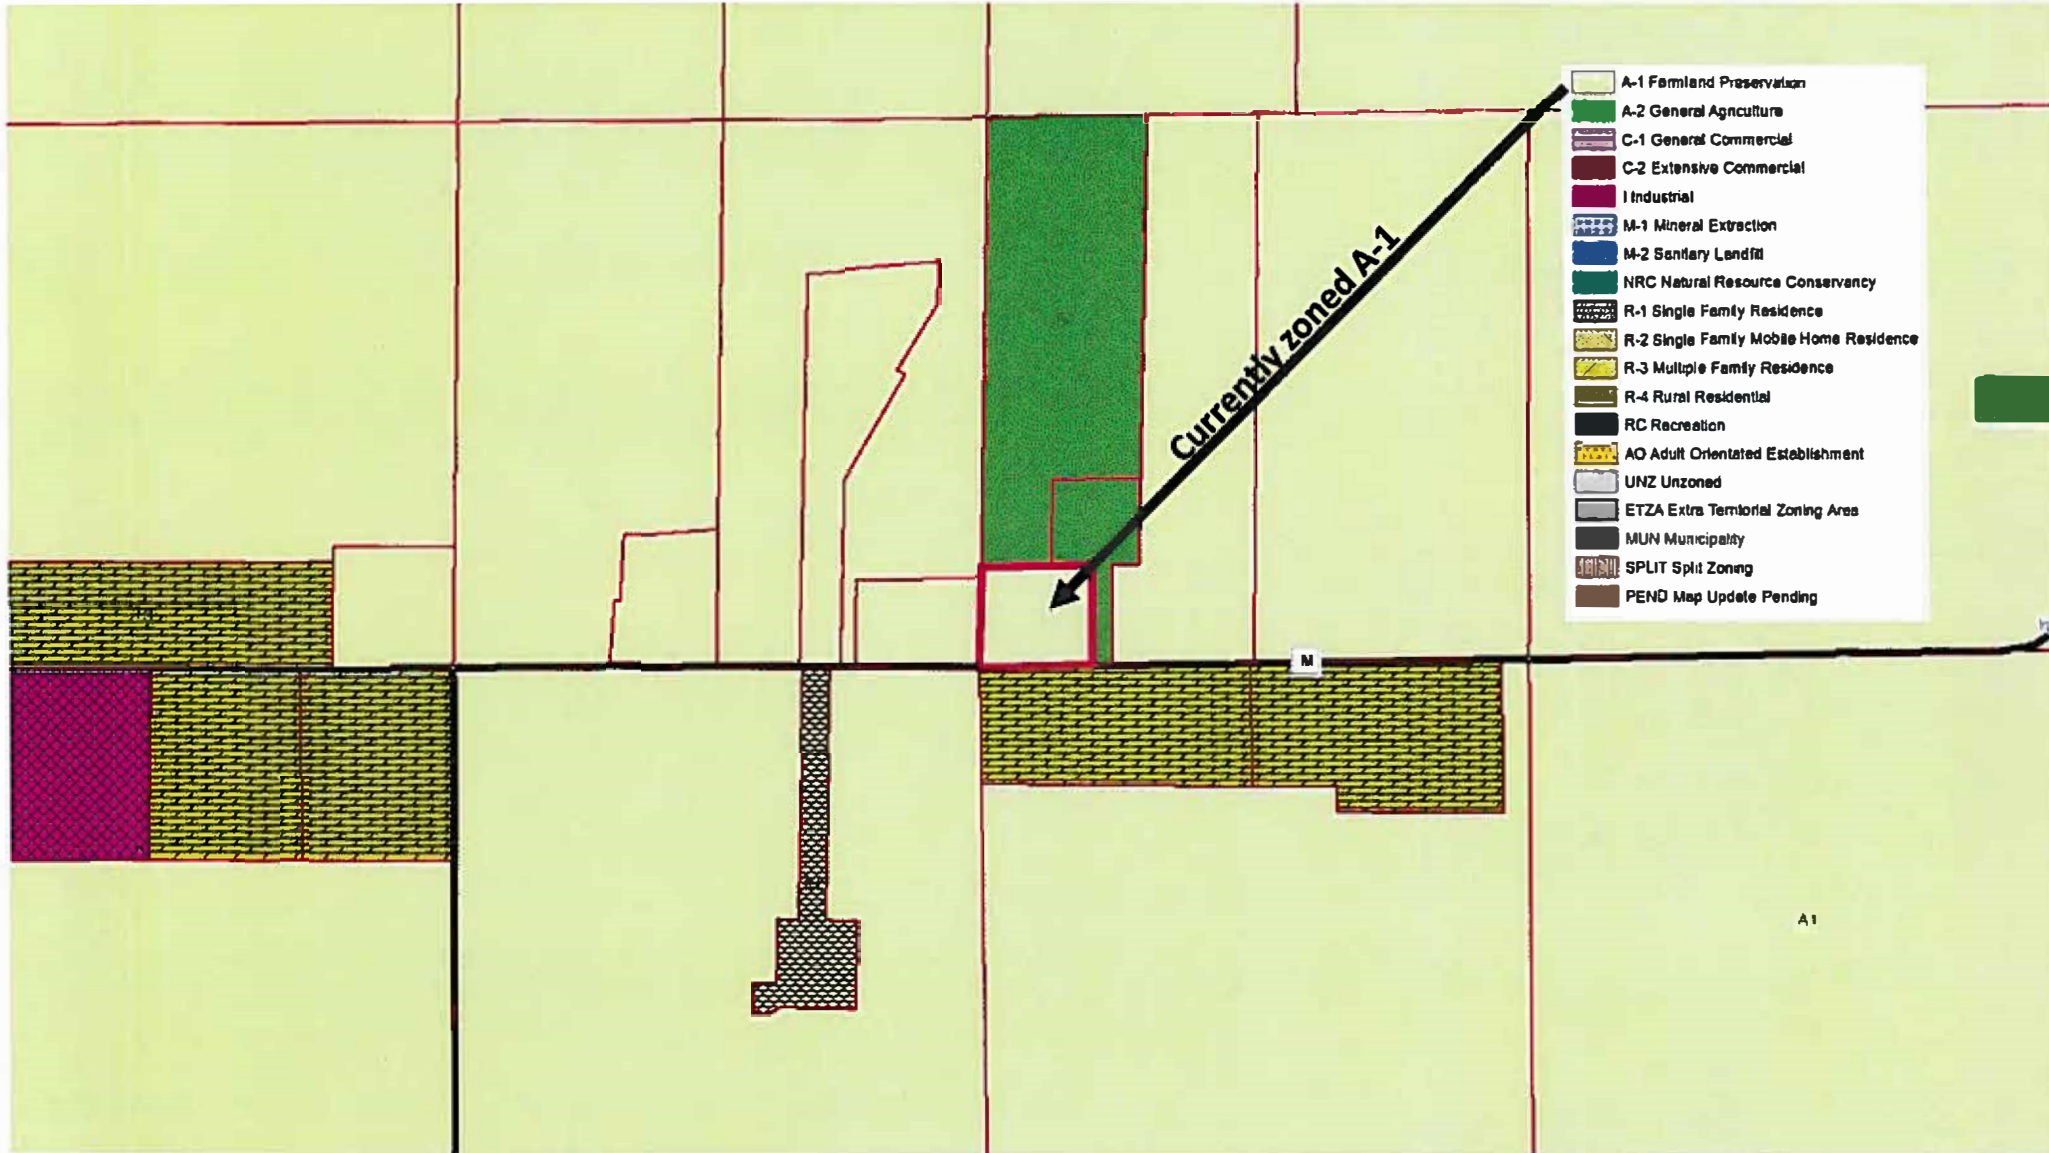 A-1 Farmland Preservation
A-2 General Agriculture
C-1 General Commercial
C-2 Extensive Commercial
I Industrial
M-1 Mineral Extraction
M-2 Sanitary Landfill
NRC Natural Resource Conservancy
R-1 Single Family Residence
R-2 Single Family Mobile Home Residence
R-3 Multiple Family Residence
R-4 Rural Residential
RC Recreation
AO Adult Orientated Establishment
UNZ Unzoned
ETZA Extra Territorial Zoning Area
MUN Municipality
SPLIT Split Zoning
PEND Map Update Pending
Currently zoned A-1
M
A1